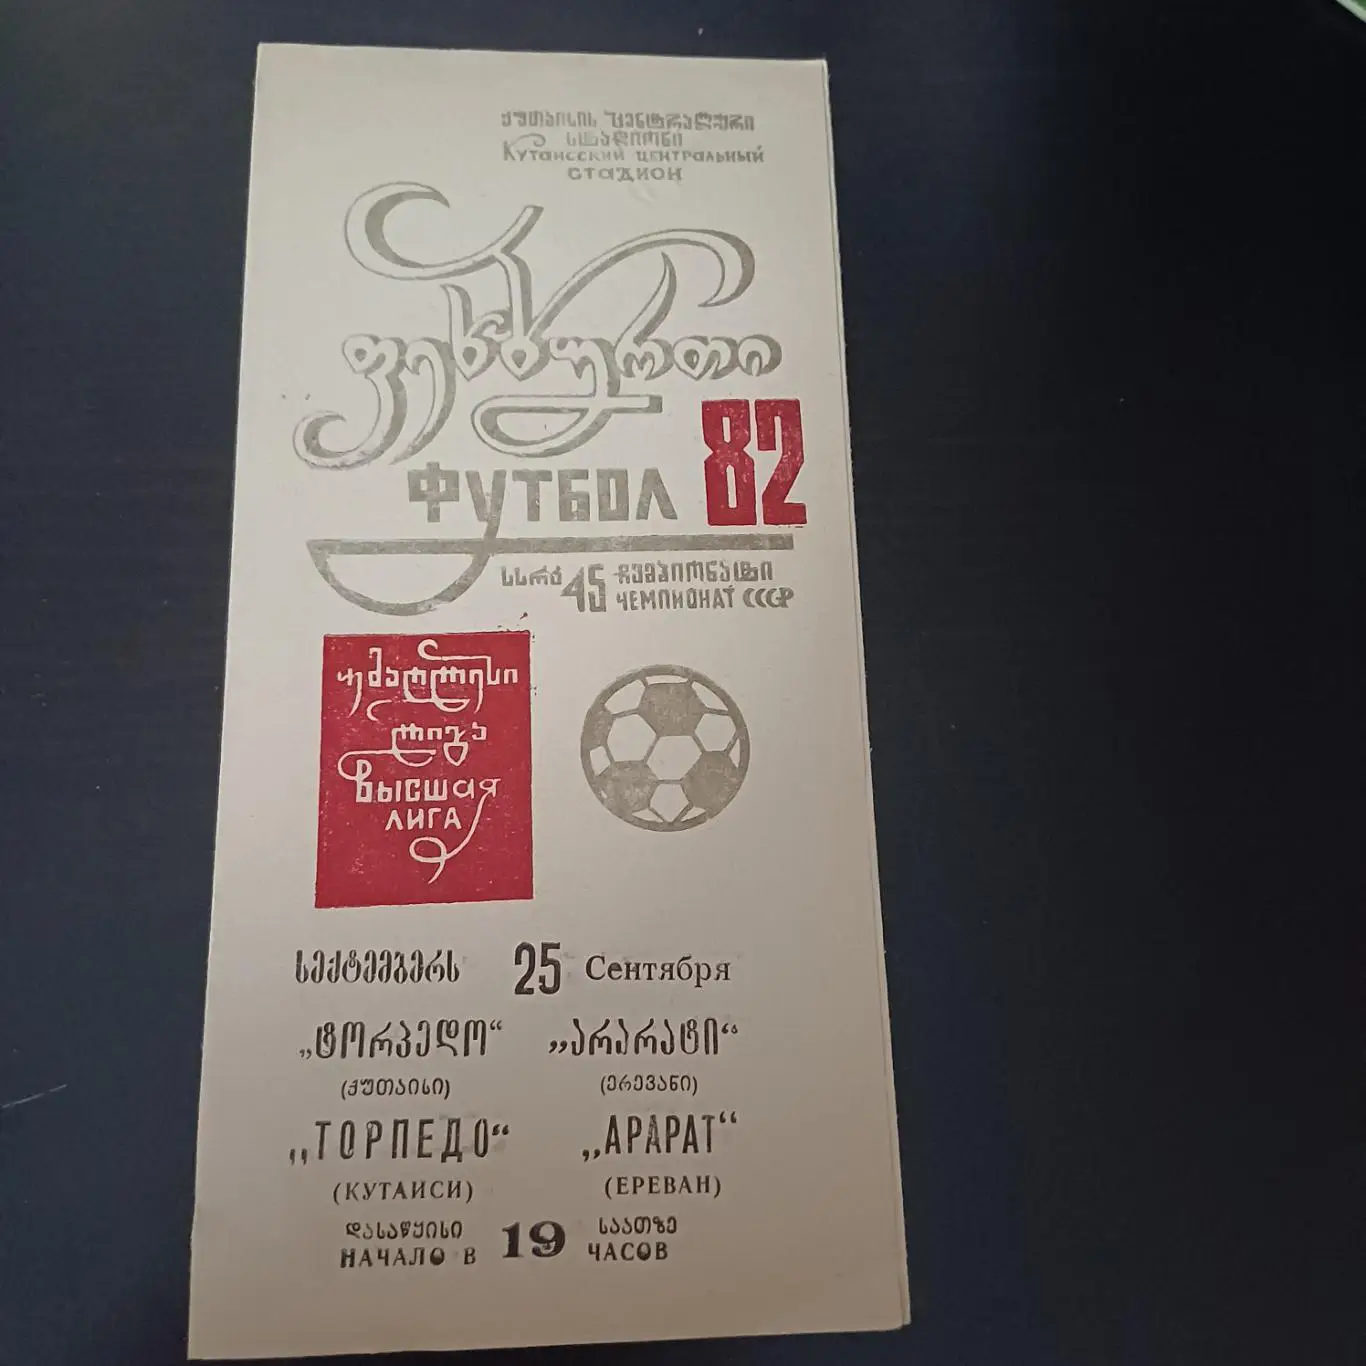 ქუთაისის ცენტრალური
სტადიონი
Кутаисский центральный
стадион
ფეხბურთი
ФУТБОЛ 82
სსრკ 45 ჩემპიონატი
ЧЕМПИОНАТ СССР
უმაღლესი
ლიგა
ВЫСШАЯ
ЛИГА
სექტემბერს 25 Сентября
„ტორპედო“ „არარატი“
(ქუთაისი) (ერევანი)
„ТОРПЕДО“ „АРАРАТ“
(КУТАИСИ) (ЕРЕВАН)
დასაწყისი 19 საათზე
НАЧАЛО В ЧАСОВ